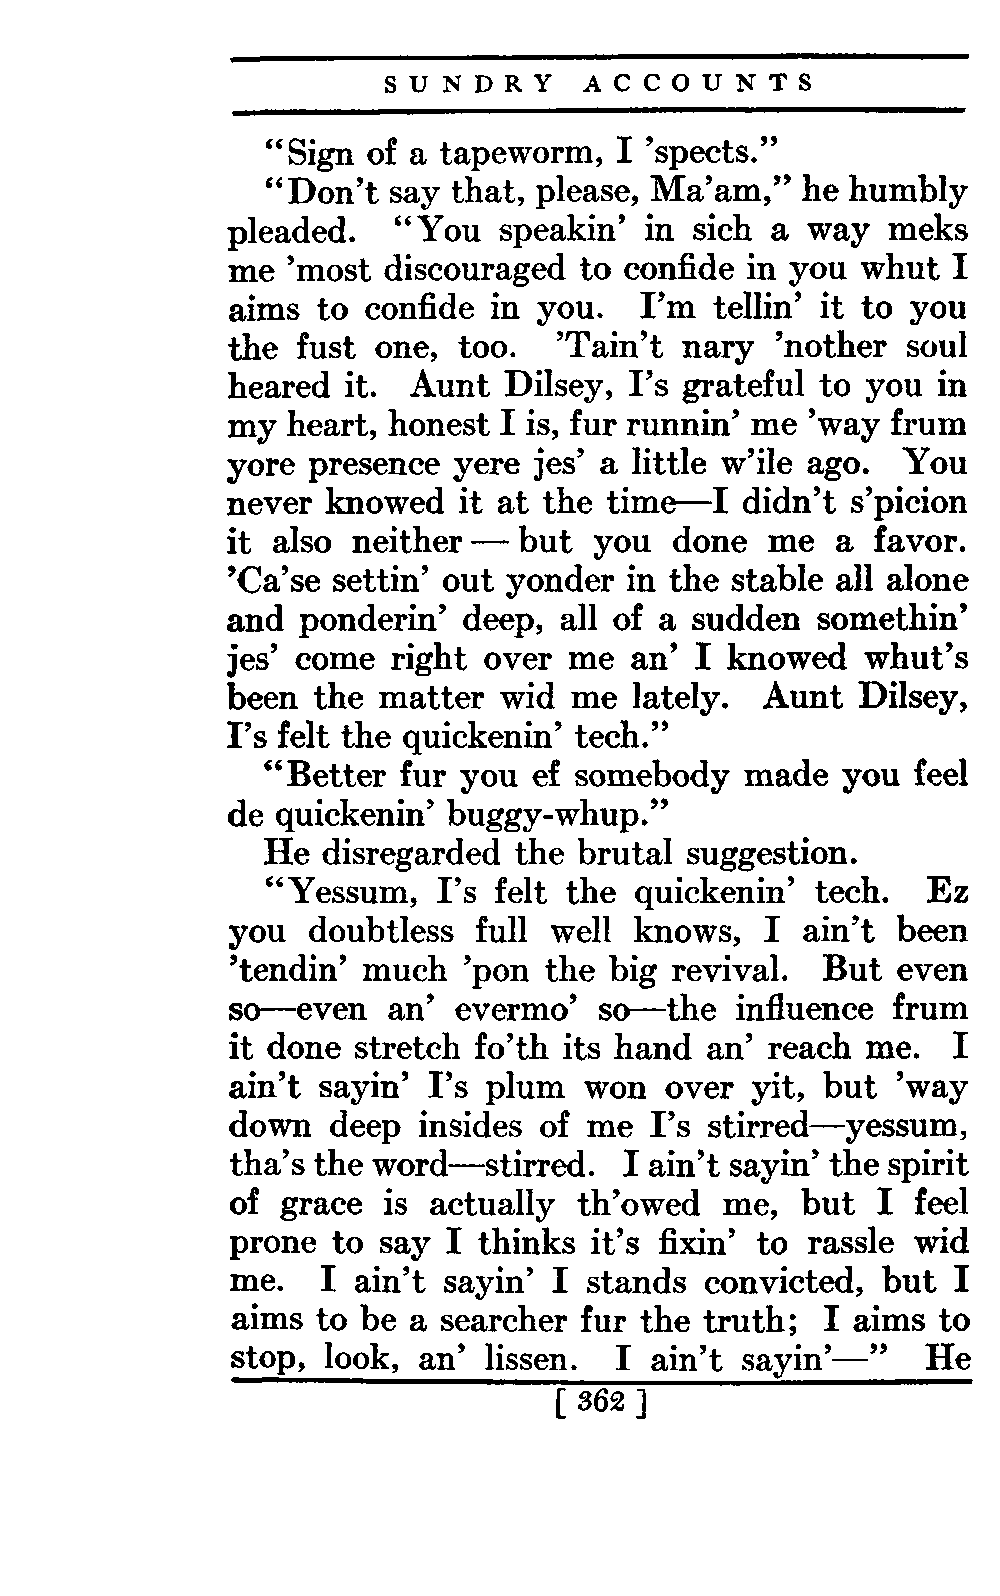 SUNDRY ACCOUNTS
“Sign of a tapeworm, I ’spects.”
“Don’t say that, please, Ma’am,” he humbly
pleaded. “You speakin’ in sich a way meks
me ’most discouraged to confide in you whut I
aims to confide in you. I’m tellin’ it to you
the fust one, too. ’Tain’t nary ’nother soul
heared it. Aunt Dilsey, I’s grateful to you in
my heart, honest I is, fur runnin’ me ’way frum
yore presence yere jes’ a little w’ile ago. You
never knowed it at the time—I didn’t s’picion
it also neither — but you done me a favor.
’Ca’se settin’ out yonder in the stable all alone
and ponderin’ deep, all of a sudden somethin’
jes’ come right over me an’ I knowed whut’s
been the matter wid me lately. Aunt Dilsey,
I’s felt the quickenin’ tech.”
“Better fur you ef somebody made you feel
de quickenin’ buggy-whup.”
He disregarded the brutal suggestion.
“Yessum, I’s felt the quickenin’ tech. Ez
you doubtless full well knows, I ain’t been
’tendin’ much ’pon the big revival. But even
so—even an’ evermo’ so—the influence frum
it done stretch fo’th its hand an’ reach me. I
ain’t sayin’ I’s plum won over yit, but ’way
down deep insides of me I’s stirred—yessum,
tha’s the word—stirred. I ain’t sayin’ the spirit
of grace is actually th’owed me, but I feel
prone to say I thinks it’s fixin’ to rassle wid
me. I ain’t sayin’ I stands convicted, but I
aims to be a searcher fur the truth; I aims to
stop, look, an’ lissen. I ain’t sayin’—” He
[ 362 ]